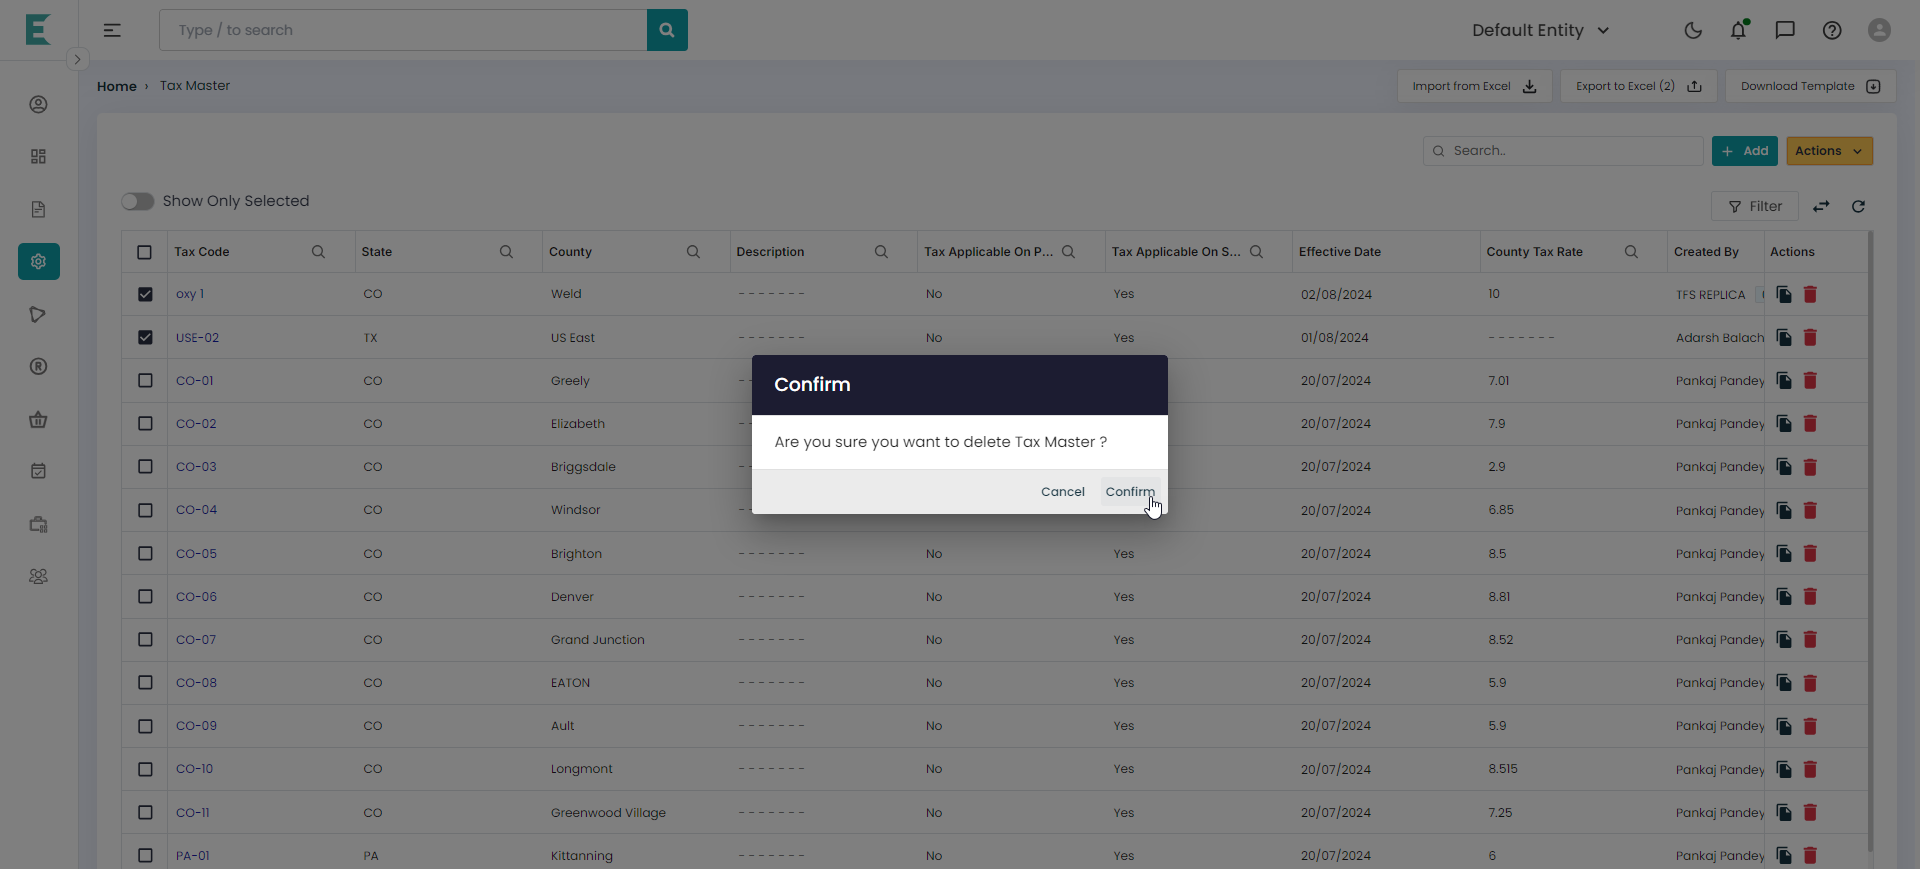 Type / to search
Default Entity
Home › Tax Master
Import from Excel
Export to Excel (2)
Download Template
Search..
+ Add
Actions
Show Only Selected
Filter
Tax Code State County Description Tax Applicable On P... Tax Applicable On S... Effective Date County Tax Rate Created By Actions
oxy 1 CO Weld - - - - - - - No Yes 02/08/2024 10 TFS REPLICA
USE-02 TX US East - - - - - - - No Yes 01/08/2024 - - - - - - - Adarsh Balach
CO-01 CO Greely - - 20/07/2024 7.01 Pankaj Pandey
CO-02 CO Elizabeth - - 20/07/2024 7.9 Pankaj Pandey
CO-03 CO Briggsdale - - 20/07/2024 2.9 Pankaj Pandey
CO-04 CO Windsor - - 20/07/2024 6.85 Pankaj Pandey
CO-05 CO Brighton - - - - - - - No Yes 20/07/2024 8.5 Pankaj Pandey
CO-06 CO Denver - - - - - - - No Yes 20/07/2024 8.81 Pankaj Pandey
CO-07 CO Grand Junction - - - - - - - No Yes 20/07/2024 8.52 Pankaj Pandey
CO-08 CO EATON - - - - - - - No Yes 20/07/2024 5.9 Pankaj Pandey
CO-09 CO Ault - - - - - - - No Yes 20/07/2024 5.9 Pankaj Pandey
CO-10 CO Longmont - - - - - - - No Yes 20/07/2024 8.515 Pankaj Pandey
CO-11 CO Greenwood Village - - - - - - - No Yes 20/07/2024 7.25 Pankaj Pandey
PA-01 PA Kittanning - - - - - - - No Yes 20/07/2024 6 Pankaj Pandey
Confirm
Are you sure you want to delete Tax Master ?
Cancel Confirm